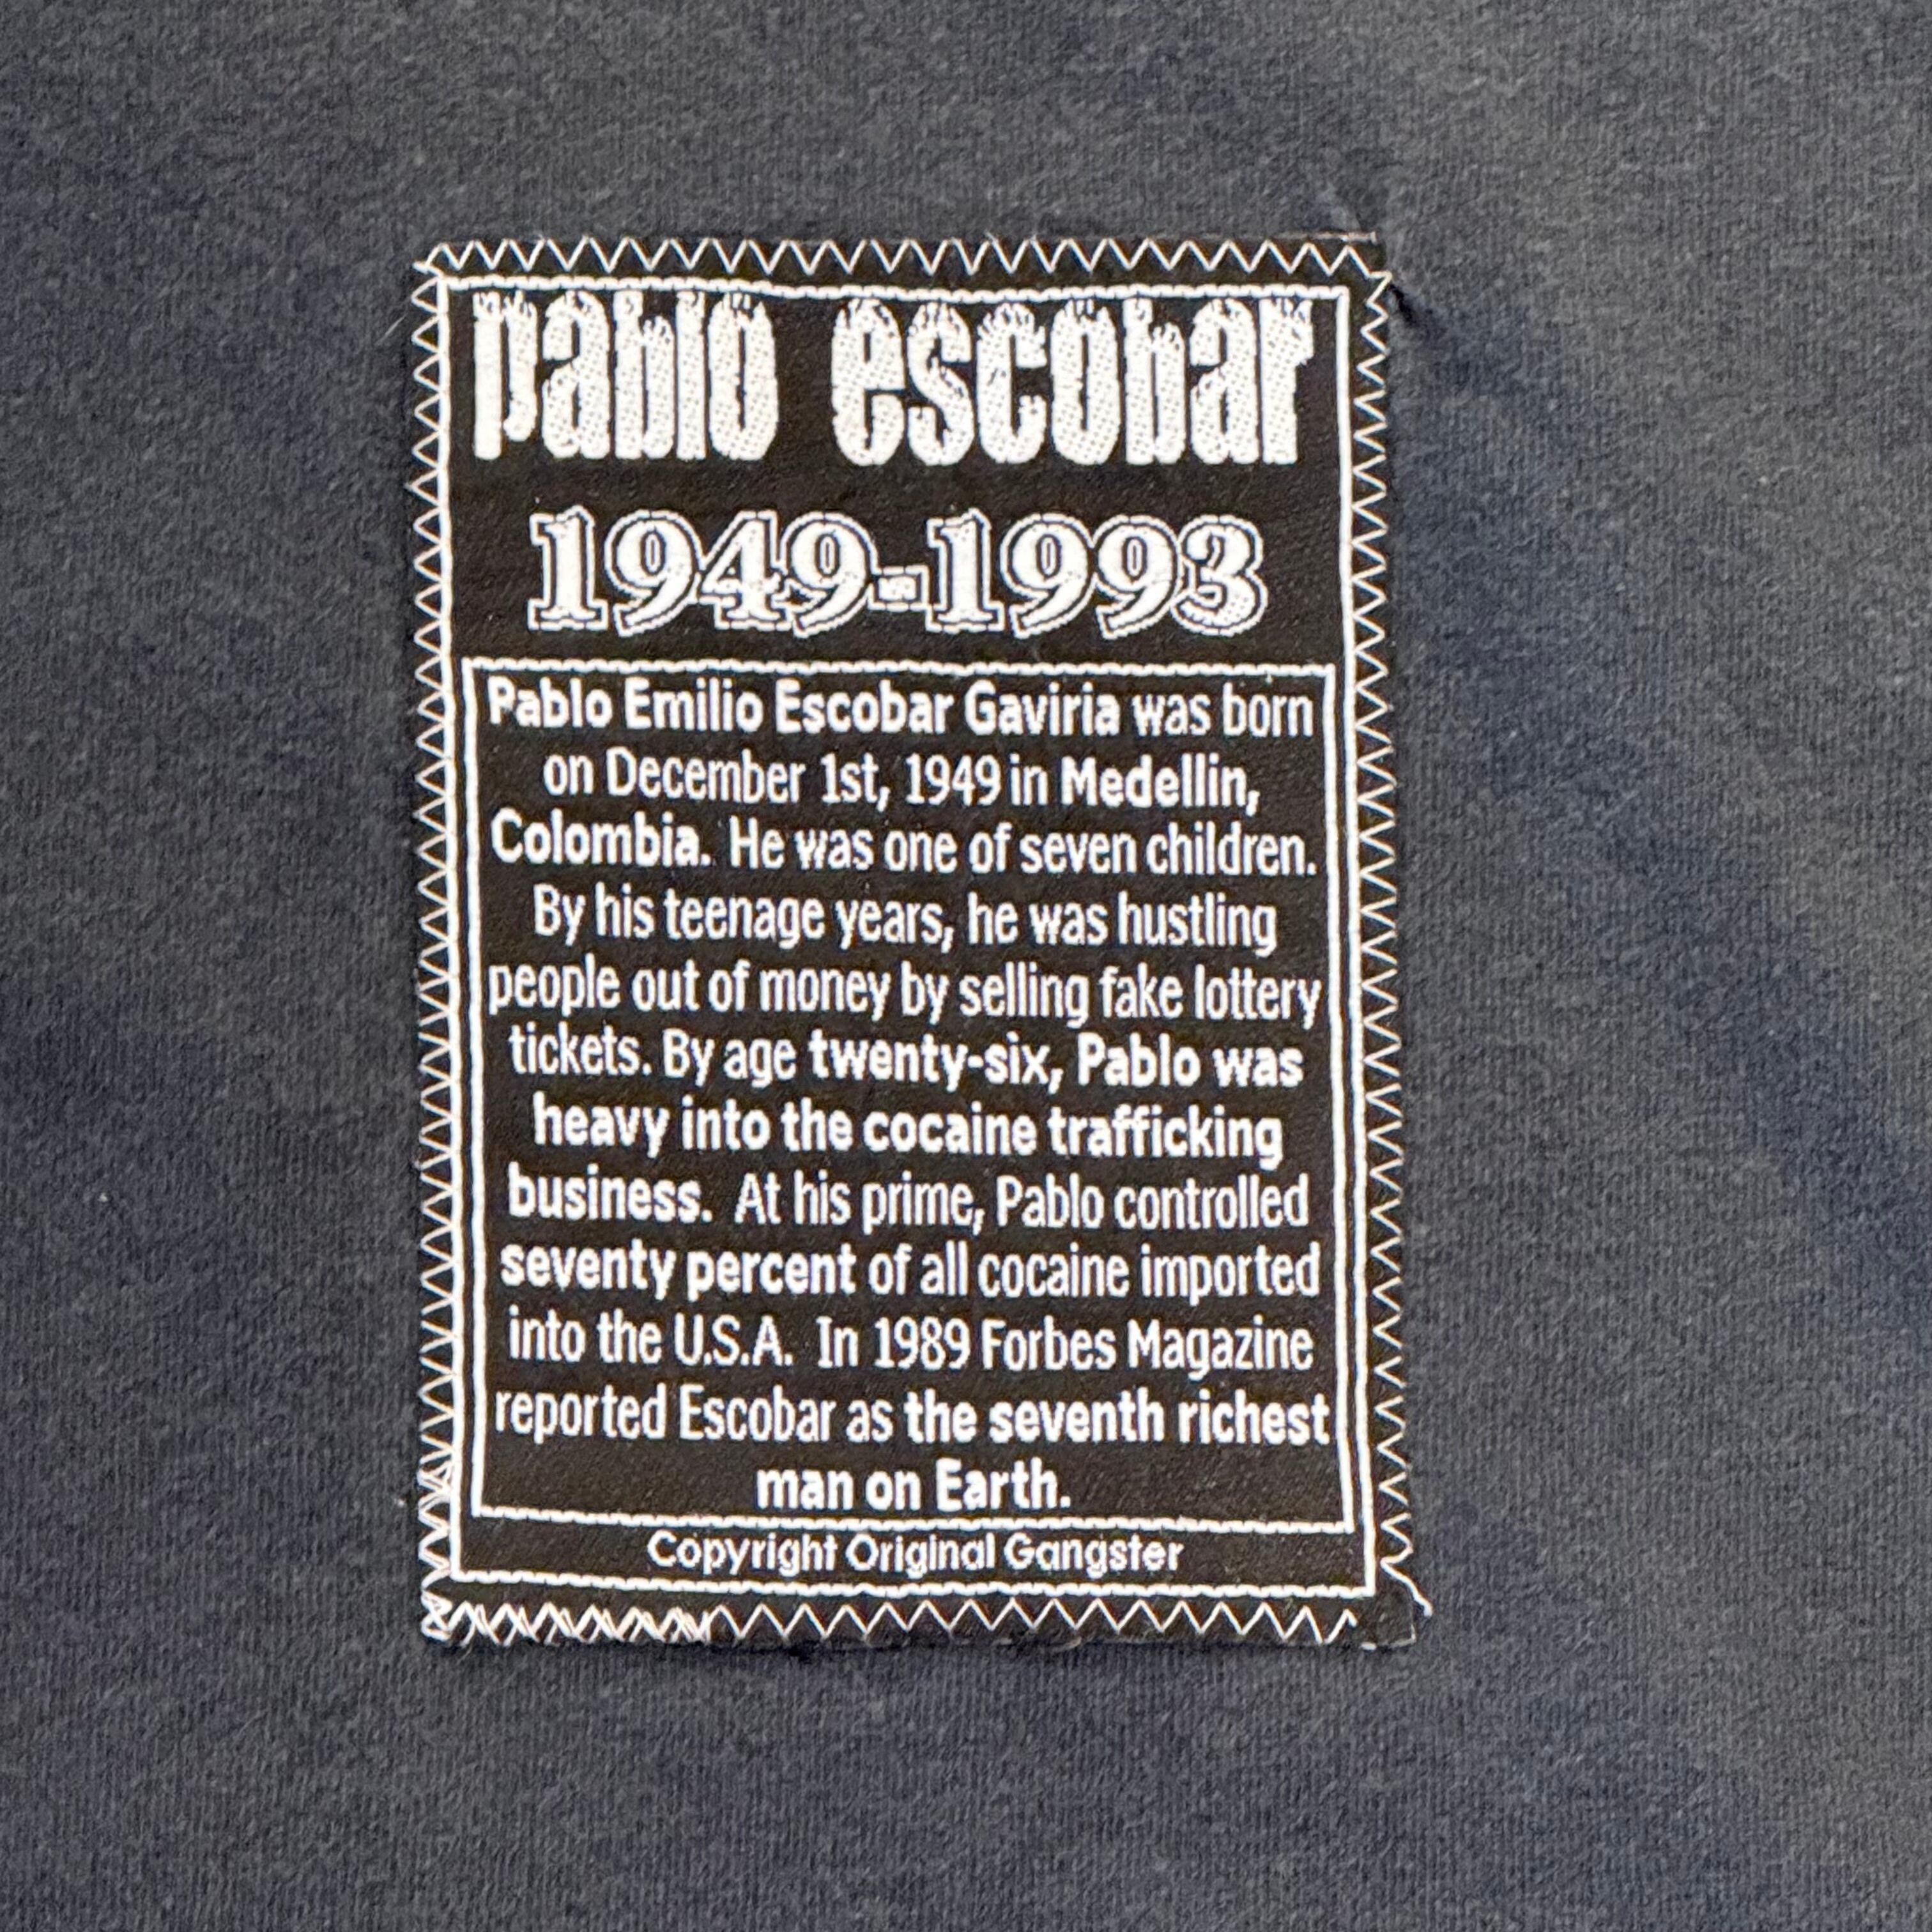 pablo escobar
1949-1993
Pablo Emilio Escobar Gaviria was born
on December 1st, 1949 in Medellin,
Colombia. He was one of seven children.
By his teenage years, he was hustling
people out of money by selling fake lottery
tickets. By age twenty-six, Pablo was
heavy into the cocaine trafficking
business. At his prime, Pablo controlled
seventy percent of all cocaine imported
into the U.S.A. In 1989 Forbes Magazine
reported Escobar as the seventh richest
man on Earth.
Copyright Original Gangster